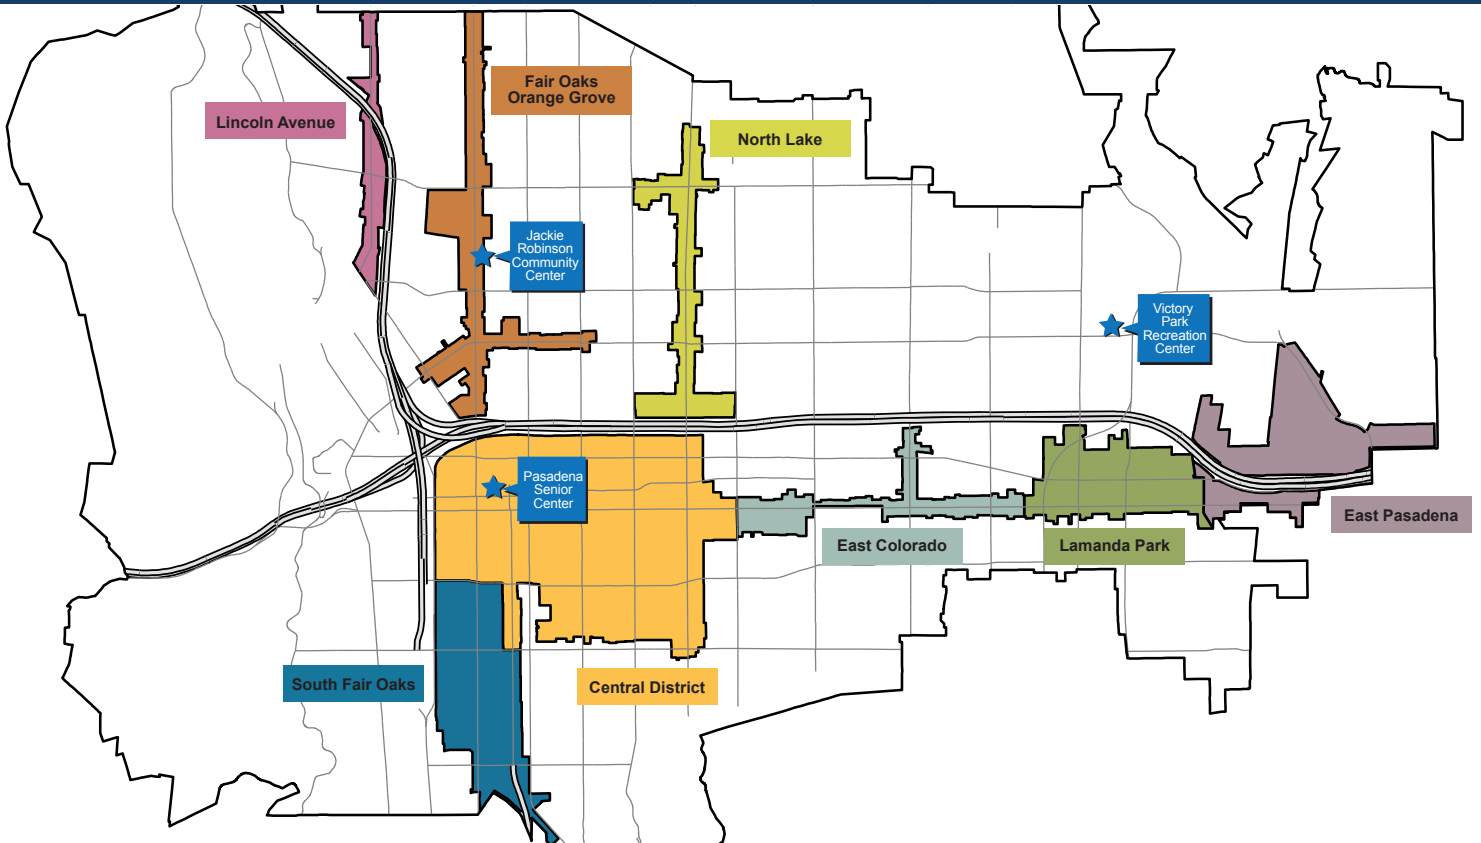 Fair Oaks
Orange Grove
Lincoln Avenue
North Lake
Jackie
Robinson
Community
Center
Victory
Park
Recreation
Center
Pasadena
Senior
Center
East Pasadena
East Colorado
Lamanda Park
South Fair Oaks
Central District